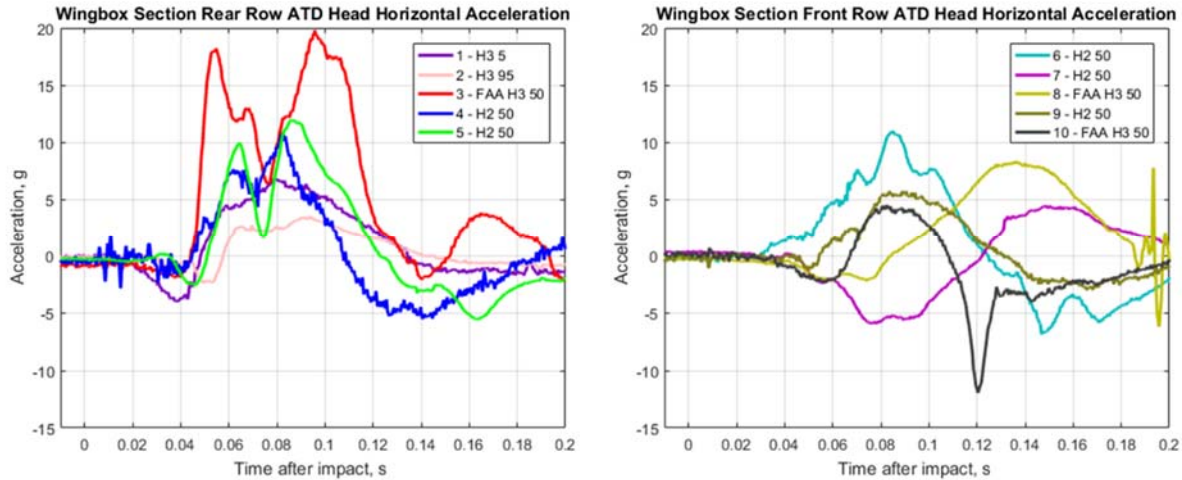 Wingbox Section Rear Row ATD Head Horizontal Acceleration
20
15
10
5
0
-5
-10
-15
Acceleration, g
1 - H3 5
2 - H3 95
3 - FAA H3 50
4 - H2 50
5 - H2 50
0 0.02 0.04 0.06 0.08 0.1 0.12 0.14 0.16 0.18 0.2
Time after impact, s
Wingbox Section Front Row ATD Head Horizontal Acceleration
20
15
10
5
0
-5
-10
-15
Acceleration, g
6 - H2 50
7 - H2 50
8 - FAA H3 50
9 - H2 50
10 - FAA H3 50
0 0.02 0.04 0.06 0.08 0.1 0.12 0.14 0.16 0.18 0.2
Time after impact, s